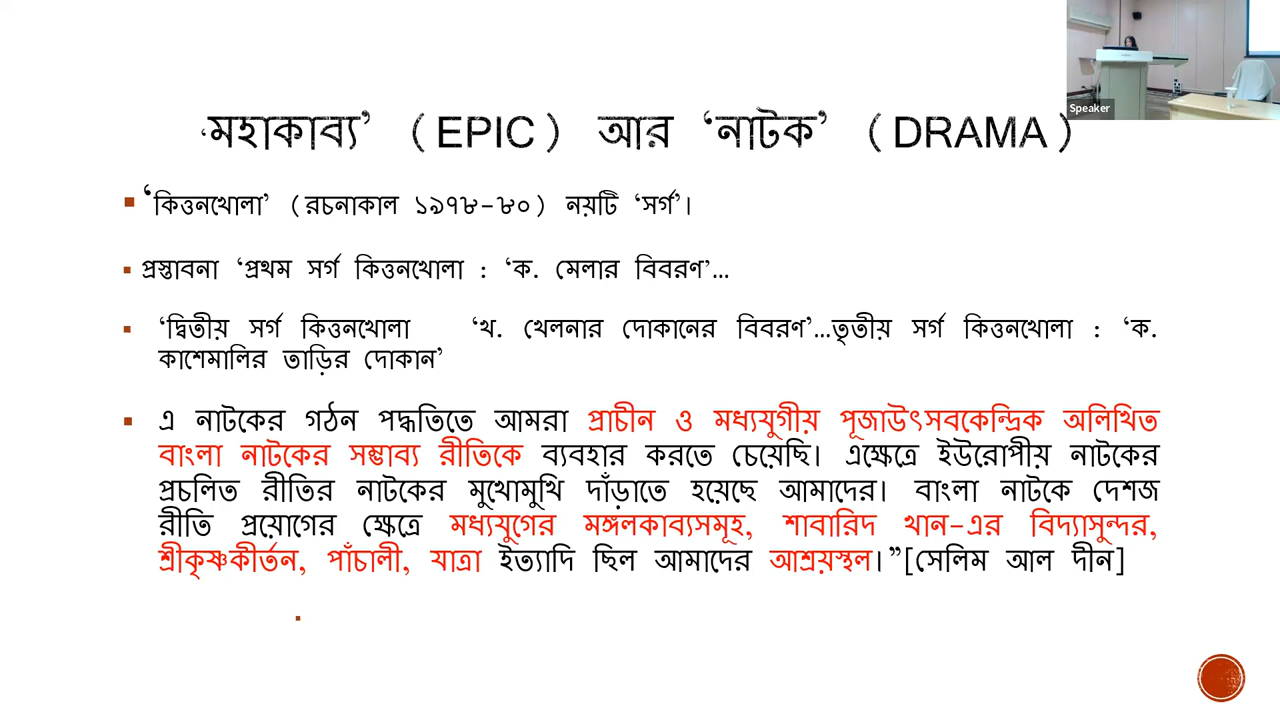 ‘মহাকাব্য’ (EPIC) আর ‘নাটক’ (DRAMA)
Speaker
‘কিত্তনখোলা’ (রচনাকাল ১৯৭৮-৮০) নয়টি ‘সর্গ’।
প্রস্তাবনা ‘প্রথম সর্গ কিত্তনখোলা : ‘ক. মেলার বিবরণ’...
‘দ্বিতীয় সর্গ কিত্তনখোলা ‘খ. খেলনার দোকানের বিবরণ’...তৃতীয় সর্গ কিত্তনখোলা : ‘ক.
কাশেমালির তাড়ির দোকান’
এ নাটকের গঠন পদ্ধতিতে আমরা প্রাচীন ও মধ্যযুগীয় পূজাউৎসবকেন্দ্রিক অলিখিত
বাংলা নাটকের সম্ভাব্য রীতিকে ব্যবহার করতে চেয়েছি। এক্ষেত্রে ইউরোপীয় নাটকের
প্রচলিত রীতির নাটকের মুখোমুখি দাঁড়াতে হয়েছে আমাদের। বাংলা নাটকে দেশজ
রীতি প্রয়োগের ক্ষেত্রে মধ্যযুগের মঙ্গলকাব্যসমূহ, শাবারিদ খান-এর বিদ্যাসুন্দর,
শ্রীকৃষ্ণকীর্তন, পাঁচালী, যাত্রা ইত্যাদি ছিল আমাদের আশ্রয়স্থল।”[সেলিম আল দীন]